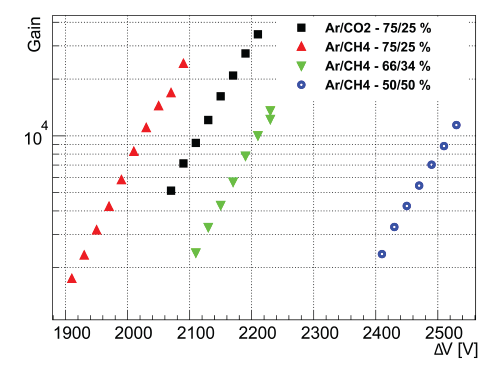 Gain
Ar/CO2 - 75/25 %
Ar/CH4 - 75/25 %
Ar/CH4 - 66/34 %
Ar/CH4 - 50/50 %
10^4
1900 2000 2100 2200 2300 2400 2500
ΔV [V]